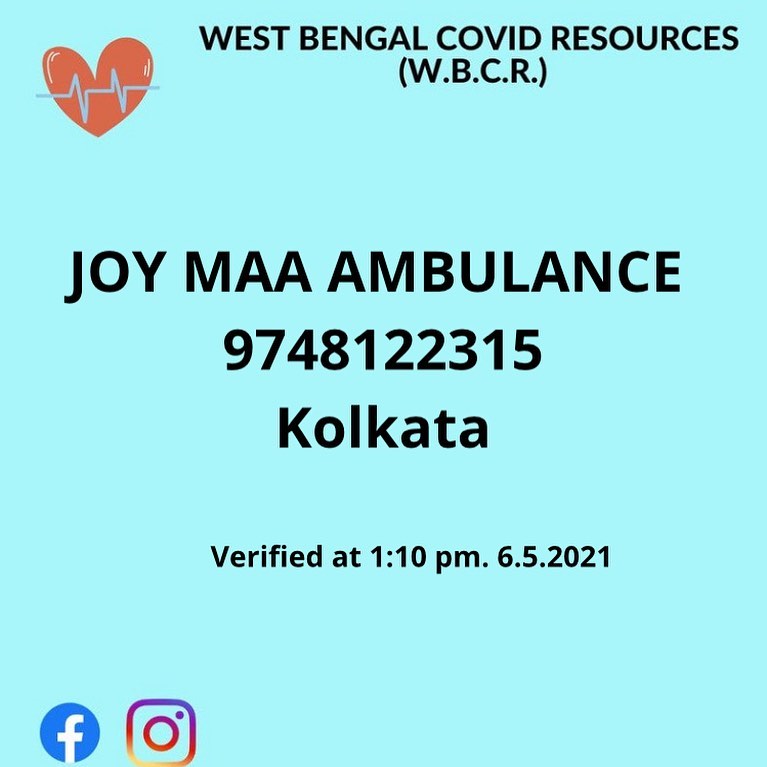 WEST BENGAL COVID RESOURCES
(W.B.C.R.)
JOY MAA AMBULANCE
9748122315
Kolkata
Verified at 1:10 pm. 6.5.2021